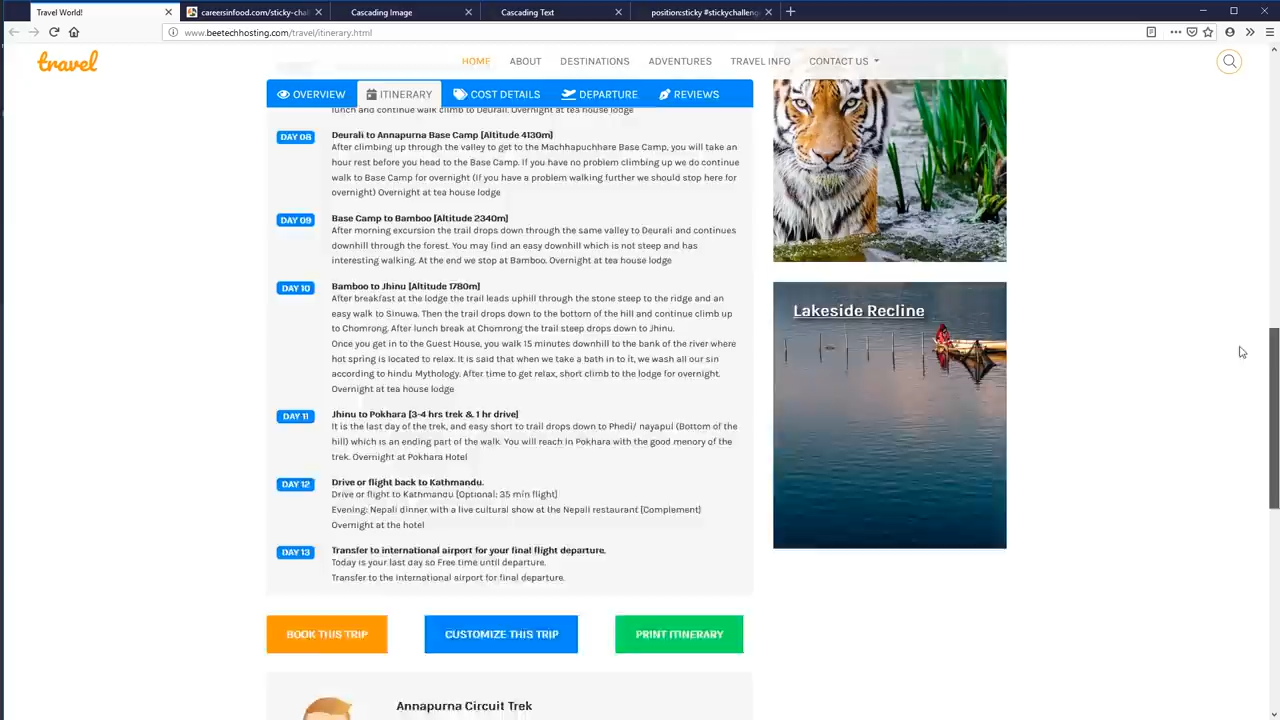 Travel World!
careersinfood.com/sticky-chal
Cascading Image
Cascading Text
position:sticky #stickychalleng
www.beetechhosting.com/travel/itinerary.html
travel
HOME ABOUT DESTINATIONS ADVENTURES TRAVEL INFO CONTACT US
OVERVIEW ITINERARY COST DETAILS DEPARTURE REVIEWS
lunch and continue walk climb to Deurali. Overnight at tea house lodge
DAY 08
Deurali to Annapurna Base Camp [Altitude 4130m]
After climbing up through the valley to get to the Machhapuchhare Base Camp, you will take an
hour rest before you head to the Base Camp. If you have no problem climbing up we do continue
walk to Base Camp for overnight (If you have a problem walking further we should stop here for
overnight) Overnight at tea house lodge
DAY 09
Base Camp to Bamboo [Altitude 2340m]
After morning excursion the trail drops down through the same valley to Deurali and continues
downhill through the forest. You may find an easy downhill which is not steep and has
interesting walking. At the end we stop at Bamboo. Overnight at tea house lodge
DAY 10
Bamboo to Jhinu [Altitude 1780m]
After breakfast at the lodge the trail leads uphill through the stone steep to the ridge and an
easy walk to Sinuwa. Then the trail drops down to the bottom of the hill and continue climb up
to Chomrong. After lunch break at Chomrong the trail steep drops down to Jhinu.
Once you get in to the Guest House, you walk 15 minutes downhill to the bank of the river where
hot spring is located to relax. It is said that when we take a bath in to it, we wash all our sin
according to hindu Mythology. After time to get relax, short climb to the lodge for overnight.
Overnight at tea house lodge
DAY 11
Jhinu to Pokhara [3-4 hrs trek & 1 hr drive]
It is the last day of the trek, and easy short to trail drops down to Phedi/ nayapul (Bottom of the
hill) which is an ending part of the walk. You will reach in Pokhara with the good menory of the
trek. Overnight at Pokhara Hotel
DAY 12
Drive or flight back to Kathmandu.
Drive or flight to Kathmandu [Optional: 35 min flight]
Evening: Nepali dinner with a live cultural show at the Nepali restaurant [Complement]
Overnight at the hotel
DAY 13
Transfer to international airport for your final flight departure.
Today is your last day so Free time until departure.
Transfer to the international airport for final departure.
Lakeside Recline
BOOK THIS TRIP CUSTOMIZE THIS TRIP PRINT ITINERARY
Annapurna Circuit Trek